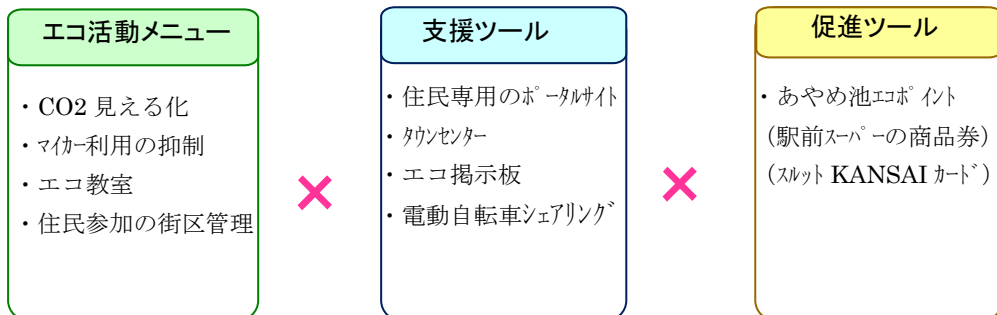 エコ活動メニュー
・CO2 見える化
・ﾏｲｶｰ利用の抑制
・エコ教室
・住民参加の街区管理
×
支援ツール
・住民専用のﾎﾟｰﾀﾙｻｲﾄ
・ﾀｳﾝｾﾝﾀｰ
・エコ掲示板
・電動自転車ｼｪｱﾘﾝｸﾞ
×
促進ツール
・あやめ池ｴｺﾎﾟｲﾝﾄ
(駅前ｽｰﾊﾟｰの商品券)
(ｽﾙｯﾄ KANSAI ｶｰﾄﾞ)